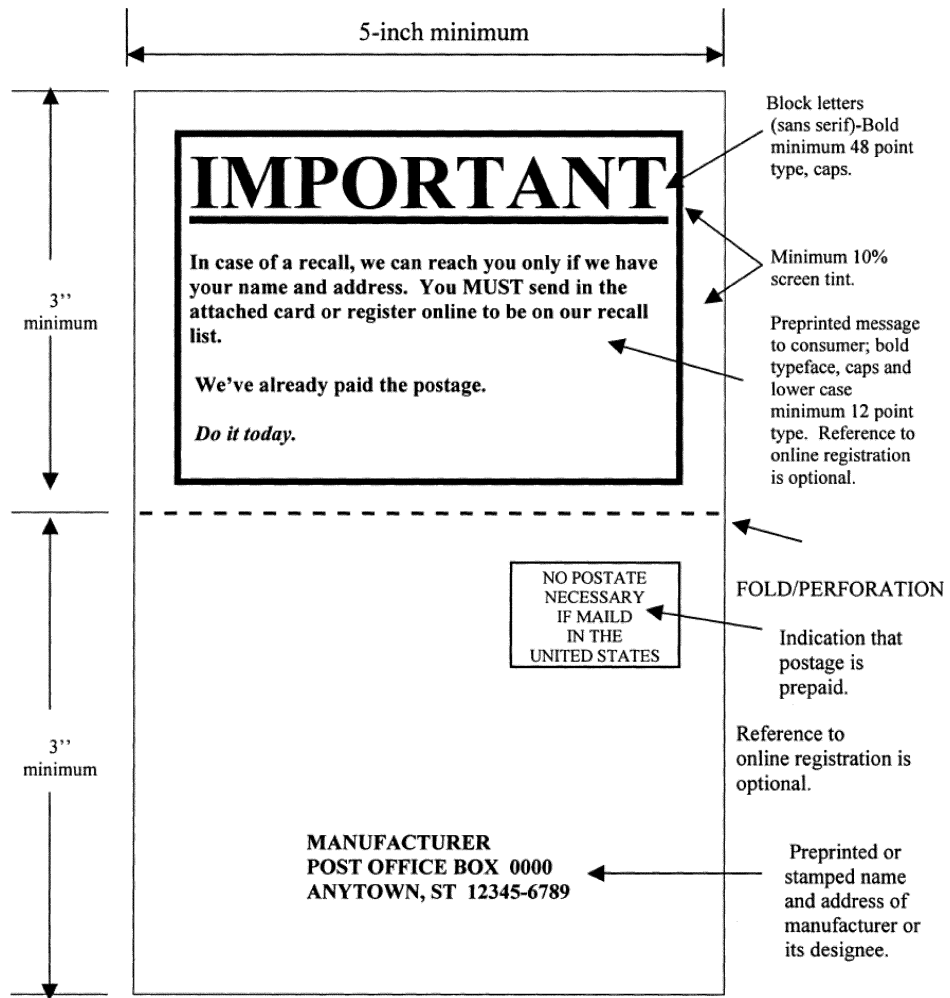 5-inch minimum
Block letters
(sans serif)-Bold
minimum 48 point
type, caps.
IMPORTANT
In case of a recall, we can reach you only if we have
your name and address.  You MUST send in the
attached card or register online to be on our recall
list.
We've already paid the postage.
Do it today.
3’’
minimum
Minimum 10%
screen tint.
Preprinted message
to consumer; bold
typeface, caps and
lower case
minimum 12 point
type.  Reference to
online registration
is optional.
FOLD/PERFORATION
NO POSTATE
NECESSARY
IF MAILD
IN THE
UNITED STATES
Indication that
postage is
prepaid.
3’’
minimum
Reference to
online registration is
optional.
MANUFACTURER
POST OFFICE BOX  0000
ANYTOWN, ST  12345-6789
Preprinted or
stamped name
and address of
manufacturer or
its designee.